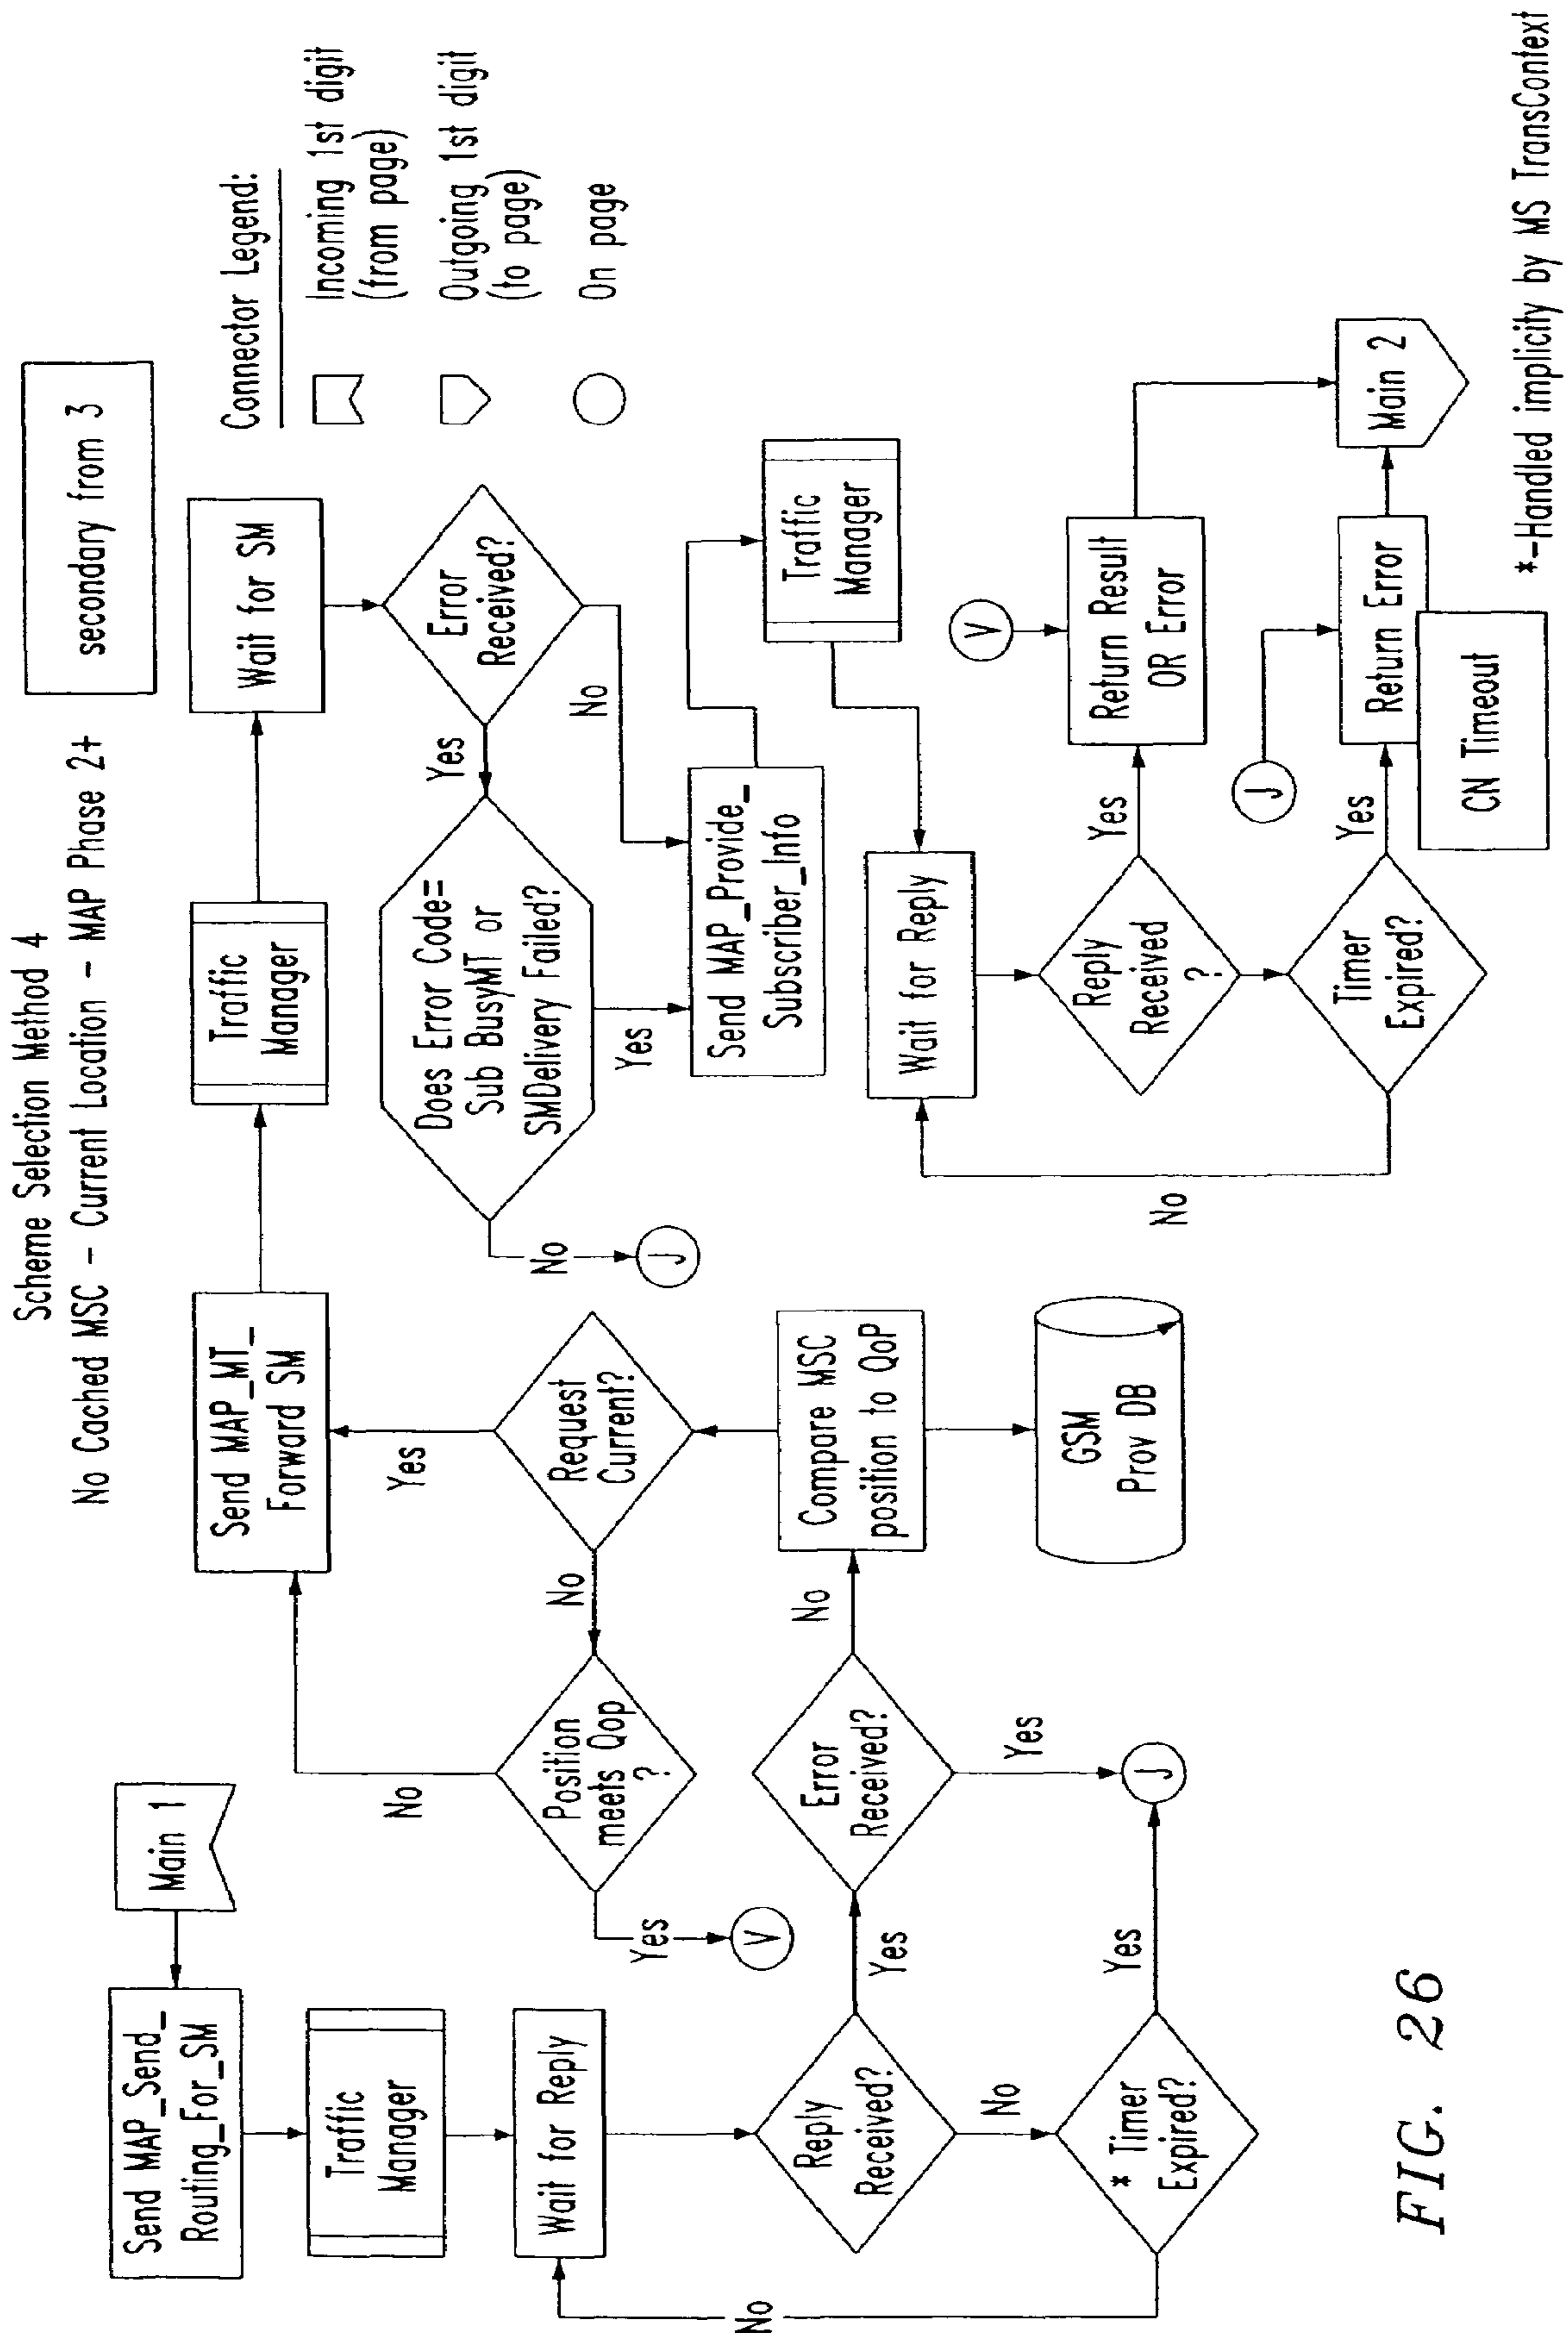 Scheme Selection Method 4
No Cached MSC - Current Location - MAP Phase 2+
secondary from 3
Connector Legend:
Incoming 1st digit
(from page)
Outgoing 1st digit
(to page)
On page
Main 1
Send MAP_Send_
Routing_For_SM
Traffic
Manager
Wait for Reply
Reply
Received?
Yes
No
* Timer
Expired?
No
Yes
J
Error
Received?
Yes
No
Compare MSC
position to QoP
GSM
Prov DB
Request
Current?
Yes
No
Position
meets Qop
?
Yes
V
No
Send MAP_MT_
Forward SM
Traffic
Manager
Wait for SM
Error
Received?
Yes
No
Does Error Code=
Sub BusyMT or
SMDelivery Failed?
No
J
Yes
Send MAP_Provide_
Subscriber_Info
Traffic
Manager
Wait for Reply
Reply
Received
?
Yes
V
Return Result
OR Error
Timer
Expired?
No
Yes
J
Return Error
CN Timeout
Main 2
*-Handled implicity by MS TransContext
FIG. 26